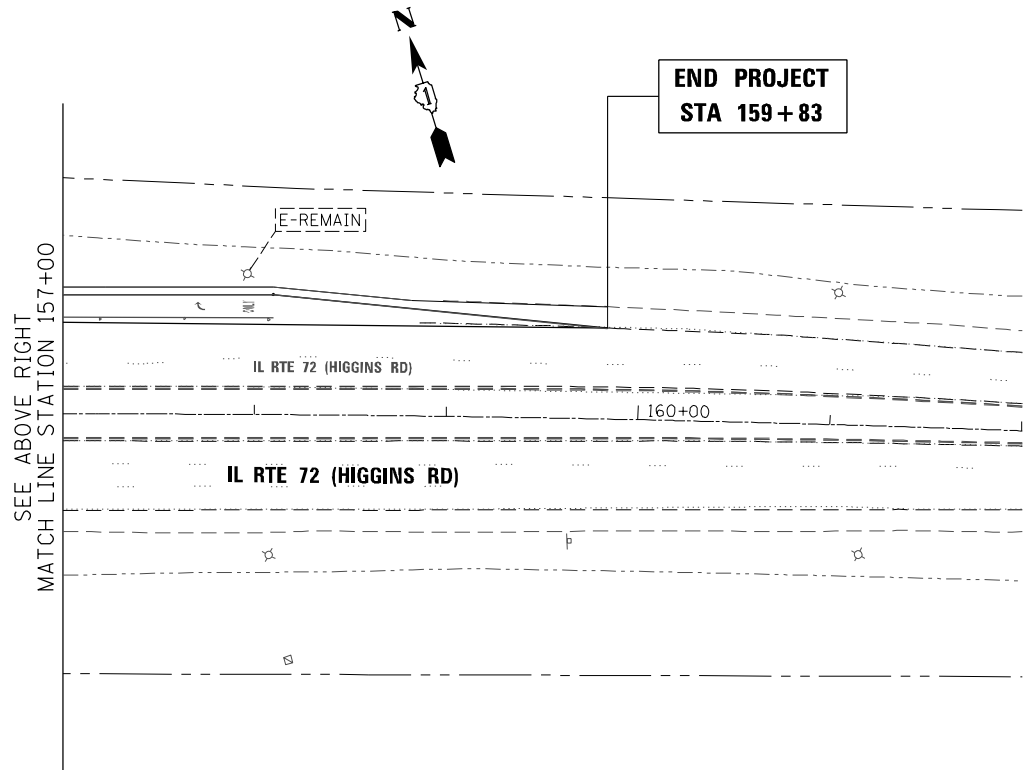 N
1
END PROJECT
STA 159+83
E-REMAIN
SEE ABOVE RIGHT
MATCH LINE STATION 157+00
IL RTE 72 (HIGGINS RD)
160+00
IL RTE 72 (HIGGINS RD)